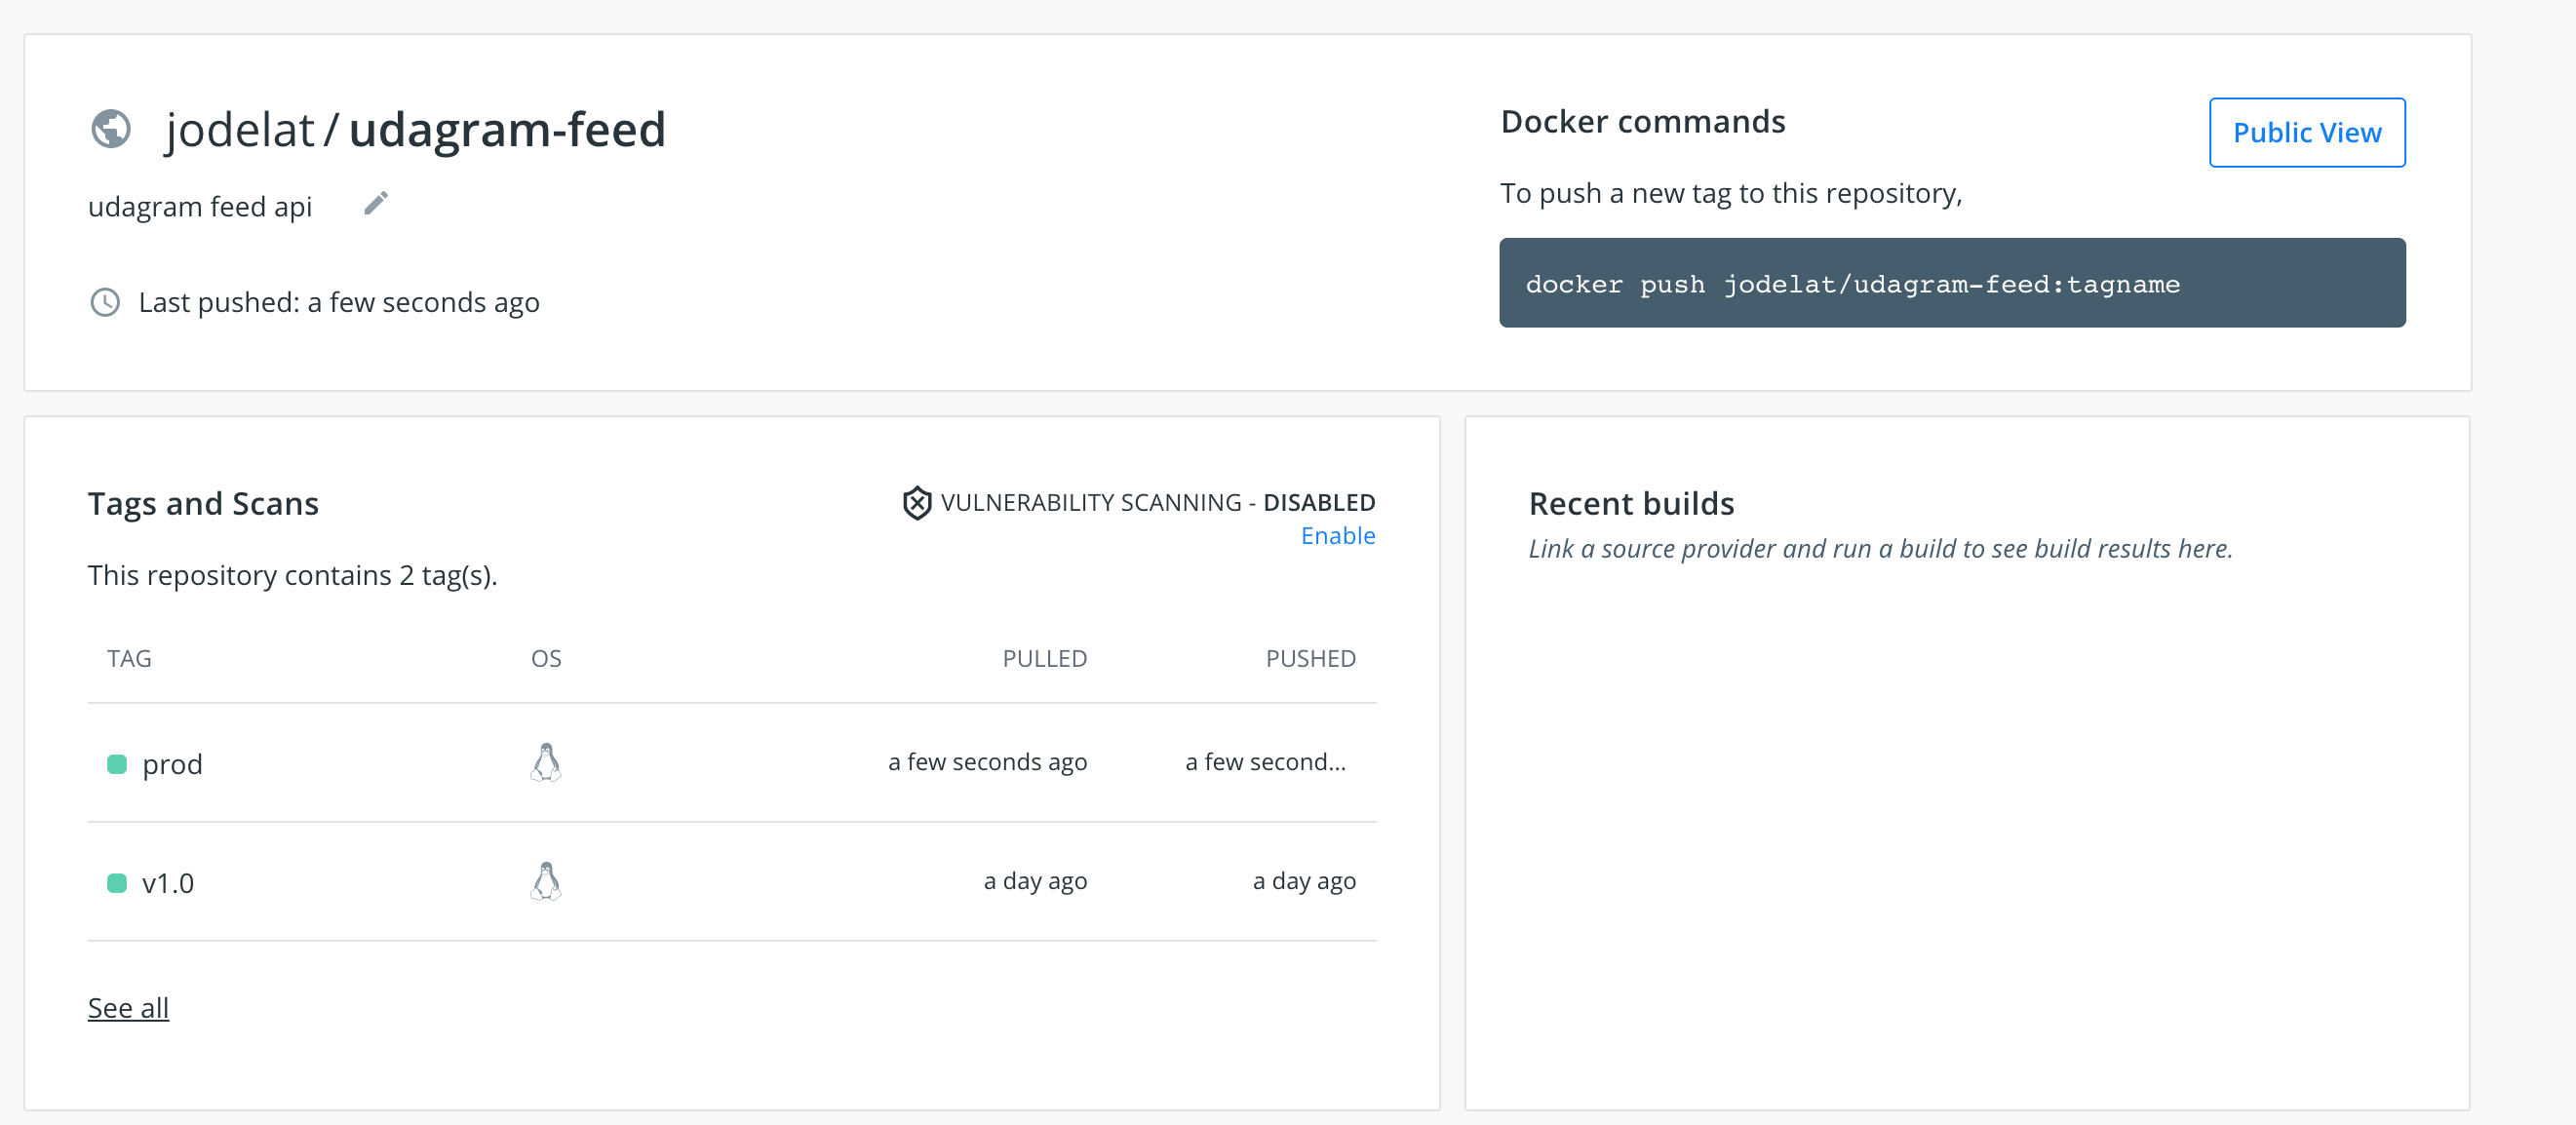 jodelat / udagram-feed
udagram feed api
Last pushed: a few seconds ago
Docker commands
Public View
To push a new tag to this repository,
docker push jodelat/udagram-feed:tagname
Tags and Scans
VULNERABILITY SCANNING - DISABLED
Enable
This repository contains 2 tag(s).
TAG OS PULLED PUSHED
prod a few seconds ago a few second...
v1.0 a day ago a day ago
See all
Recent builds
Link a source provider and run a build to see build results here.